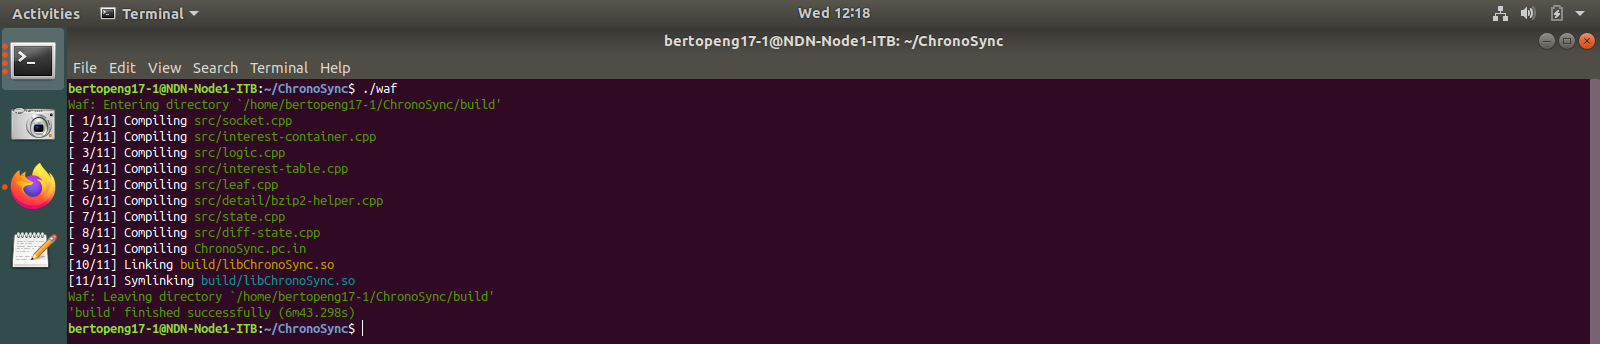 Activities Terminal Wed 12:18
bertopeng17-1@NDN-Node1-ITB: ~/ChronoSync
File Edit View Search Terminal Help
bertopeng17-1@NDN-Node1-ITB:~/ChronoSync$ ./waf
Waf: Entering directory `/home/bertopeng17-1/ChronoSync/build'
[ 1/11] Compiling src/socket.cpp
[ 2/11] Compiling src/interest-container.cpp
[ 3/11] Compiling src/logic.cpp
[ 4/11] Compiling src/interest-table.cpp
[ 5/11] Compiling src/leaf.cpp
[ 6/11] Compiling src/detail/bzip2-helper.cpp
[ 7/11] Compiling src/state.cpp
[ 8/11] Compiling src/diff-state.cpp
[ 9/11] Compiling ChronoSync.pc.in
[10/11] Linking build/libChronoSync.so
[11/11] Symlinking build/libChronoSync.so
Waf: Leaving directory `/home/bertopeng17-1/ChronoSync/build'
'build' finished successfully (6m43.298s)
bertopeng17-1@NDN-Node1-ITB:~/ChronoSync$